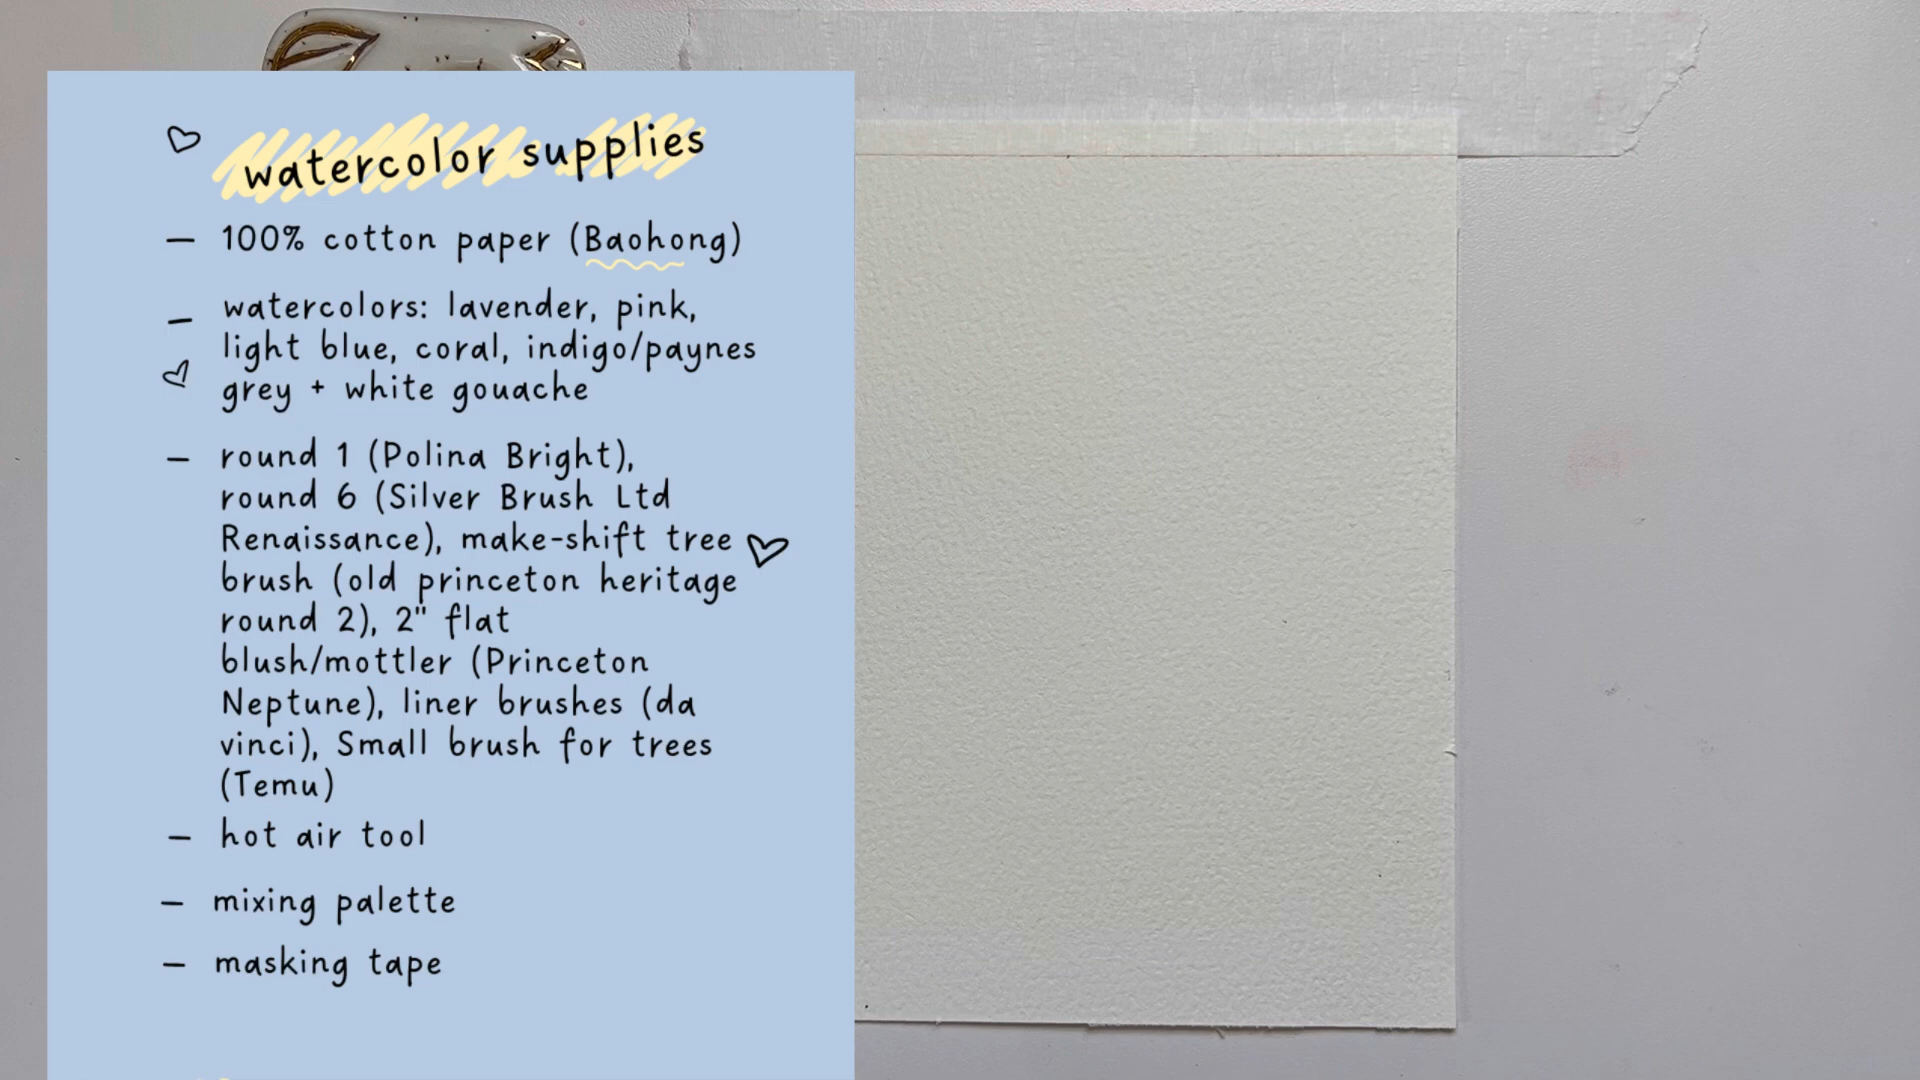 watercolor supplies
– 100% cotton paper (Baohong)
– watercolors: lavender, pink,
light blue, coral, indigo/paynes
grey + white gouache
– round 1 (Polina Bright),
round 6 (Silver Brush Ltd
Renaissance), make-shift tree
brush (old princeton heritage
round 2), 2" flat
blush/mottler (Princeton
Neptune), liner brushes (da
vinci), Small brush for trees
(Temu)
– hot air tool
– mixing palette
– masking tape